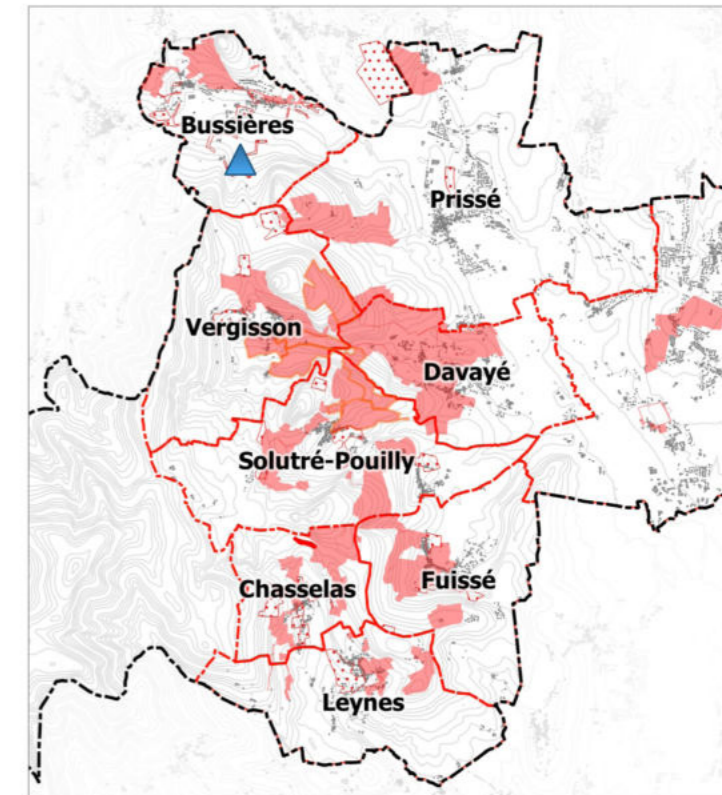 Bussières
Prissé
Vergisson
Davayé
Solutré-Pouilly
Chasselas
Fuissé
Leynes